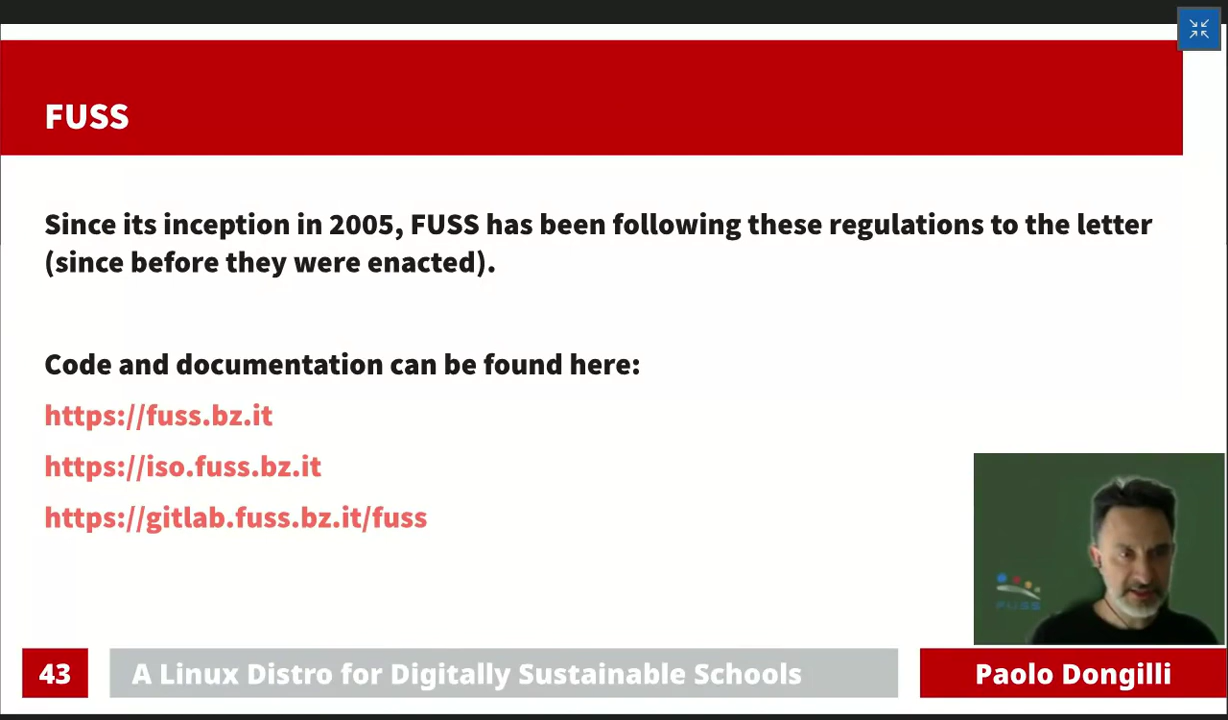 FUSS
Since its inception in 2005, FUSS has been following these regulations to the letter
(since before they were enacted).
Code and documentation can be found here:
https://fuss.bz.it
https://iso.fuss.bz.it
https://gitlab.fuss.bz.it/fuss
FUSS
43
A Linux Distro for Digitally Sustainable Schools
Paolo Dongilli